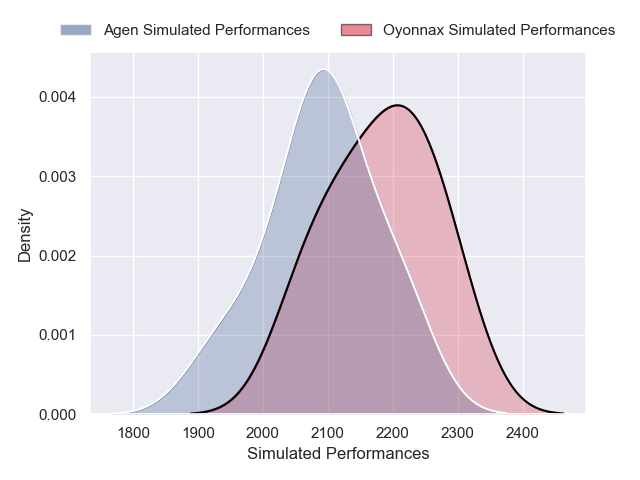 Agen Simulated Performances
Oyonnax Simulated Performances
0.004
0.003
0.002
0.001
0.000
Density
1800 1900 2000 2100 2200 2300 2400
Simulated Performances